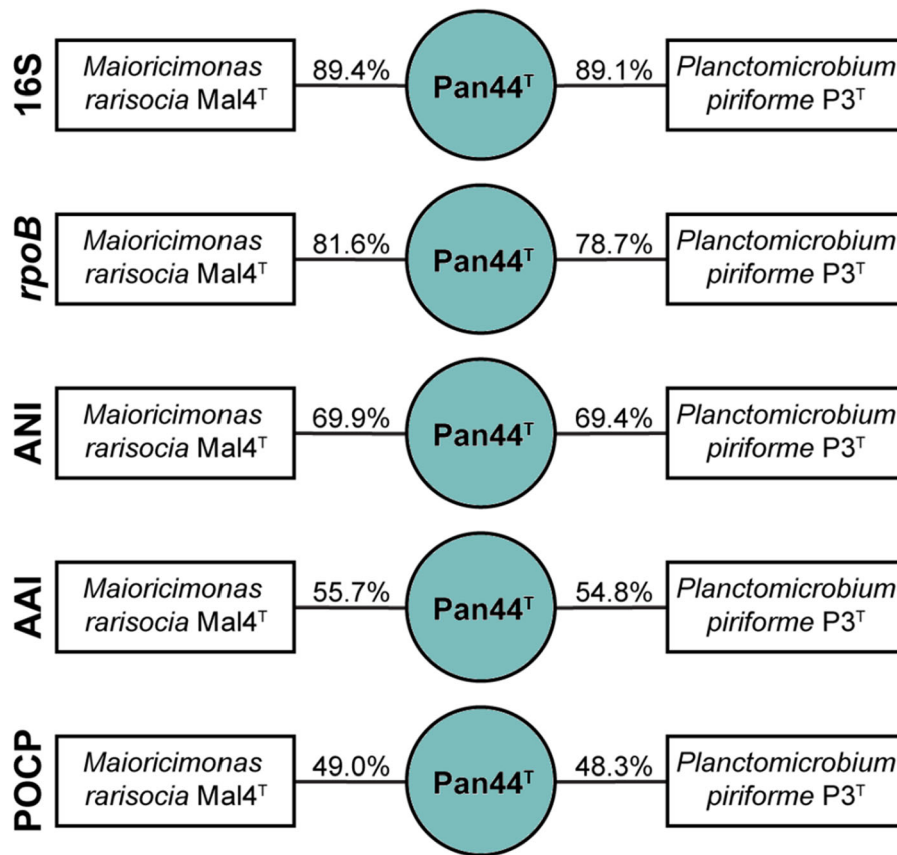 16S
Maioricimonas
rarisocia Mal4ᵀ
89.4%
Pan44ᵀ
89.1%
Planctomicrobium
piriforme P3ᵀ
rpoB
Maioricimonas
rarisocia Mal4ᵀ
81.6%
Pan44ᵀ
78.7%
Planctomicrobium
piriforme P3ᵀ
ANI
Maioricimonas
rarisocia Mal4ᵀ
69.9%
Pan44ᵀ
69.4%
Planctomicrobium
piriforme P3ᵀ
AAI
Maioricimonas
rarisocia Mal4ᵀ
55.7%
Pan44ᵀ
54.8%
Planctomicrobium
piriforme P3ᵀ
POCP
Maioricimonas
rarisocia Mal4ᵀ
49.0%
Pan44ᵀ
48.3%
Planctomicrobium
piriforme P3ᵀ